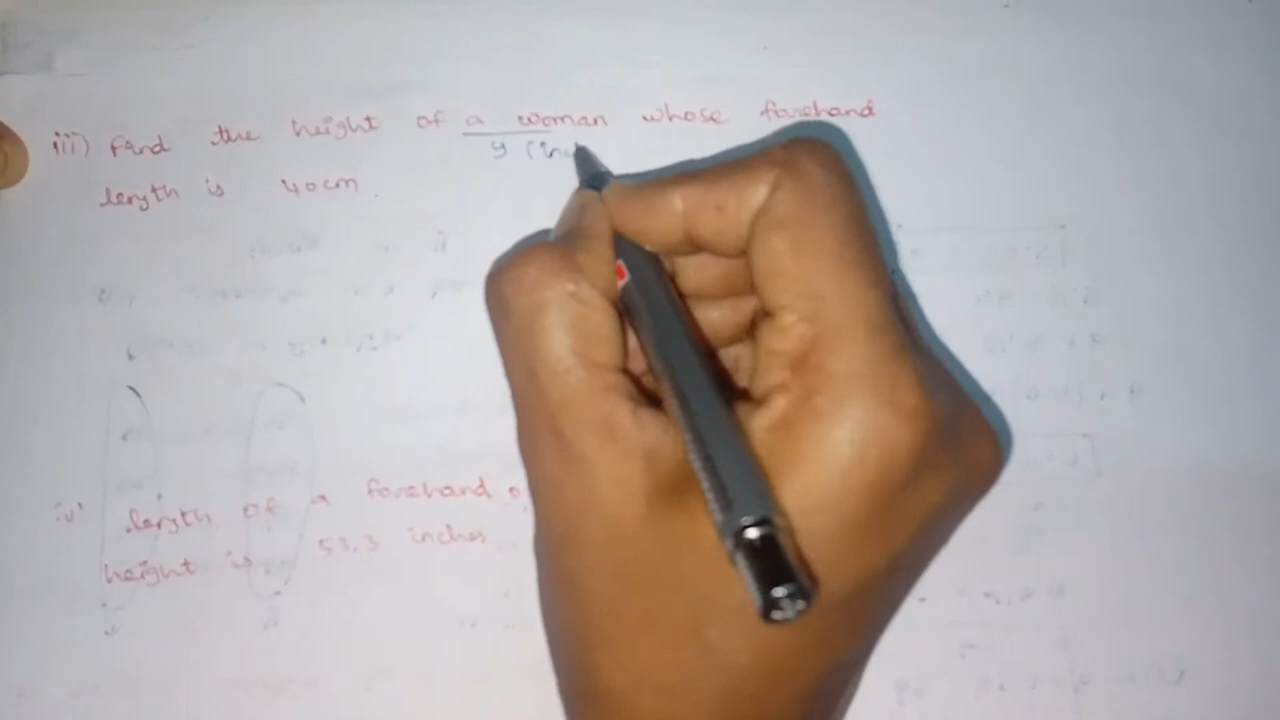 iii) Find the height of a woman whose forehand
y (inc
length is 40cm.
iv) length of a forehand
height is 53.3 inches